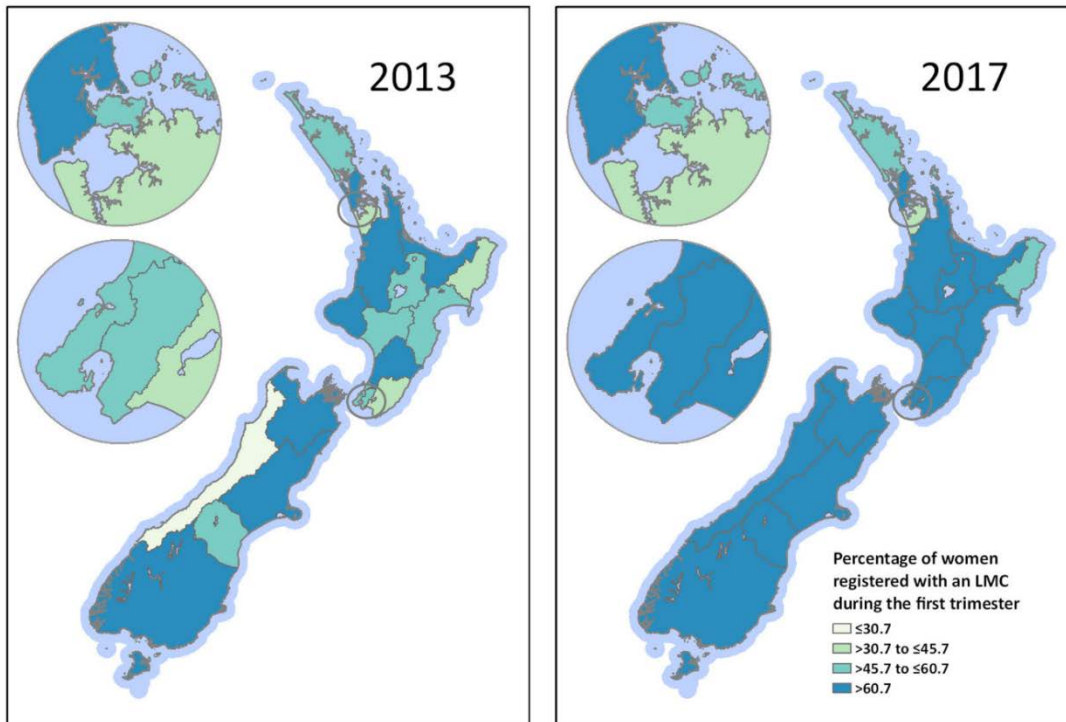 2013
2017
Percentage of women
registered with an LMC
during the first trimester
≤30.7
>30.7 to ≤45.7
>45.7 to ≤60.7
>60.7